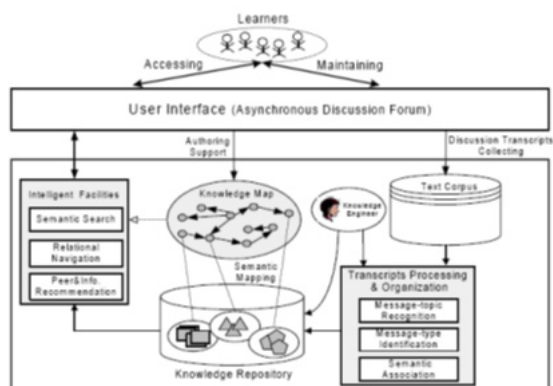 Learners
Accessing
Maintaining
User Interface (Asynchronous Discussion Forum)
Authoring
Support
Discussion Transcripts
Collecting
Intelligent Facilities
Semantic Search
Relational
Navigation
Peer&Info.
Recommendation
Knowledge Map
Knowledge
Engineer
Text Corpus
Semantic
Mapping
Transcripts Processing
& Organization
Message-topic
Recognition
Message-type
Identification
Semantic
Association
Knowledge Repository